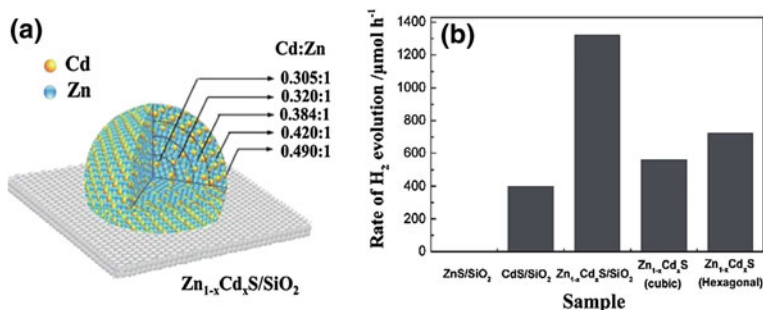 (a)
Cd
Zn
Cd:Zn
0.305:1
0.320:1
0.384:1
0.420:1
0.490:1
Zn₁₋ₓCdₓS/SiO₂
(b)
Rate of H₂ evolution /μmol h⁻¹
1400
1200
1000
800
600
400
200
0
ZnS/SiO₂
CdS/SiO₂
Zn₁₋ₓCdₓS/SiO₂
Zn₁₋ₓCdₓS
(cubic)
Zn₁₋ₓCdₓS
(Hexagonal)
Sample